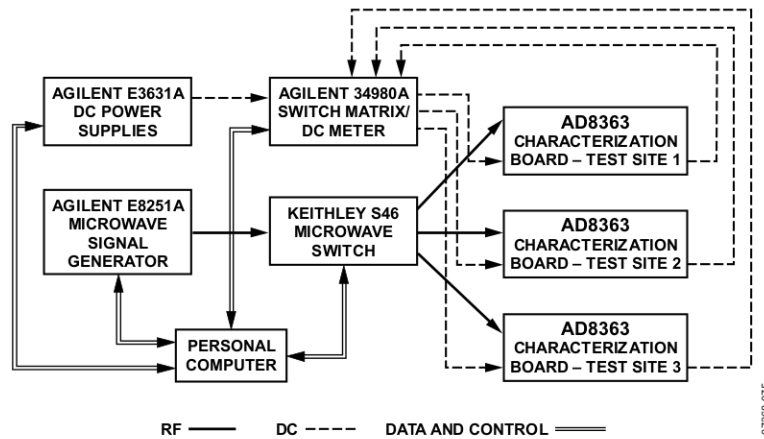 AGILENT E3631A
DC POWER
SUPPLIES
AGILENT 34980A
SWITCH MATRIX/
DC METER
AD8363
CHARACTERIZATION
BOARD – TEST SITE 1
AGILENT E8251A
MICROWAVE
SIGNAL
GENERATOR
KEITHLEY S46
MICROWAVE
SWITCH
AD8363
CHARACTERIZATION
BOARD – TEST SITE 2
PERSONAL
COMPUTER
AD8363
CHARACTERIZATION
BOARD – TEST SITE 3
RF
DC
DATA AND CONTROL